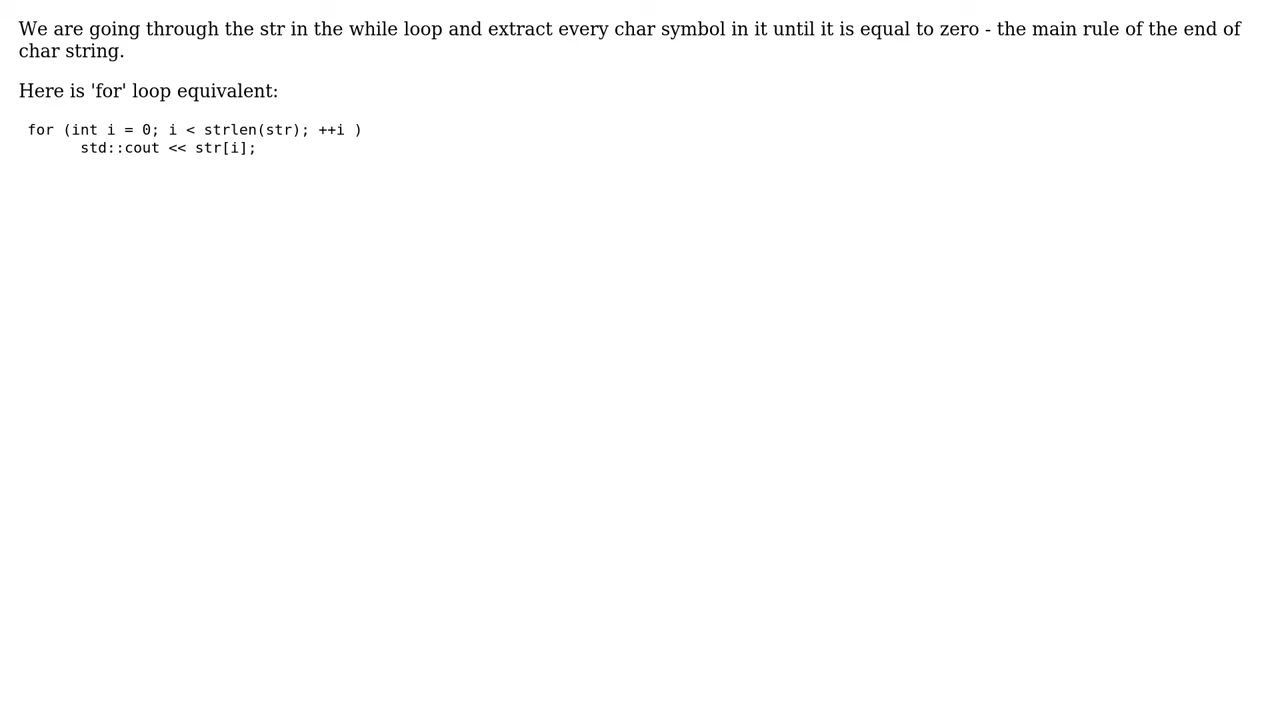 We are going through the str in the while loop and extract every char symbol in it until it is equal to zero - the main rule of the end of
char string.
Here is 'for' loop equivalent:
for (int i = 0; i < strlen(str); ++i )
std::cout << str[i];